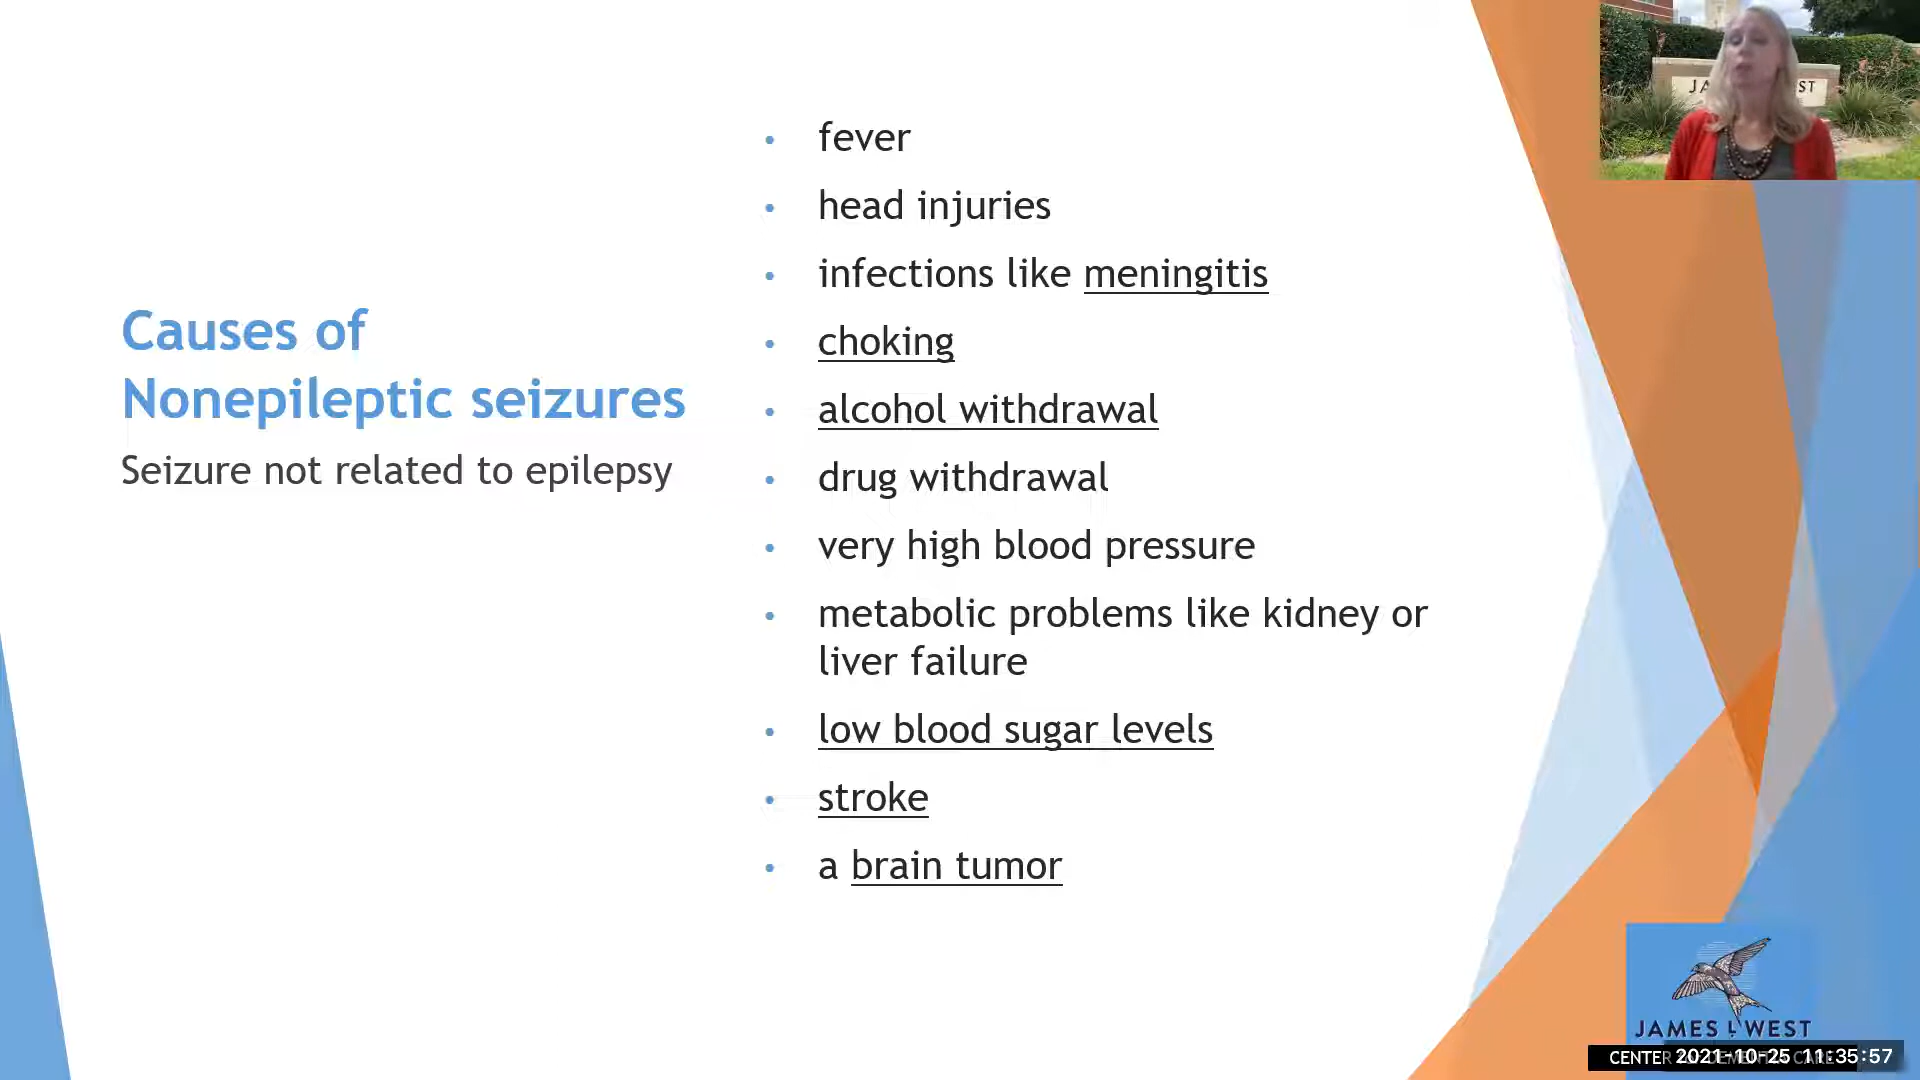 Causes of
Nonepileptic seizures
Seizure not related to epilepsy
• fever
• head injuries
• infections like meningitis
• choking
• alcohol withdrawal
• drug withdrawal
• very high blood pressure
• metabolic problems like kidney or
liver failure
• low blood sugar levels
• stroke
• a brain tumor
JA ST
JAMES L WEST
CENTER
2021-10-25 11:35:57